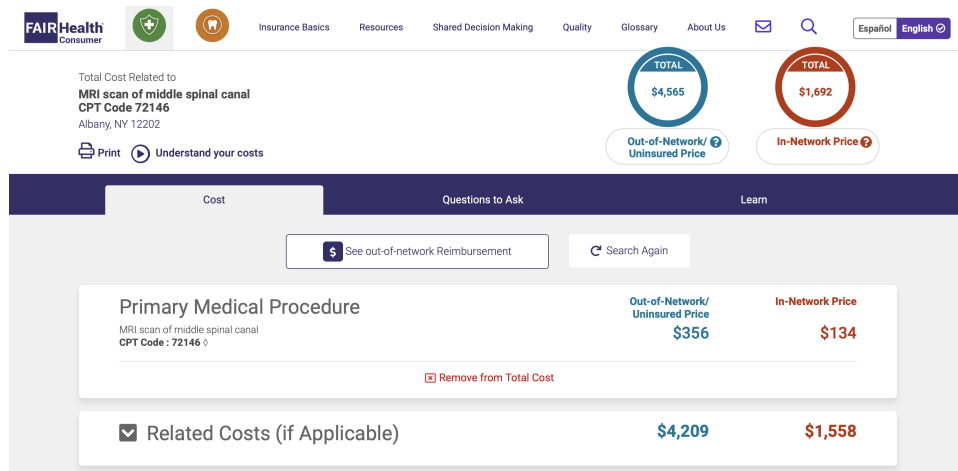 FAIR Health
Consumer
Insurance Basics
Resources
Shared Decision Making
Quality
Glossary
About Us
Español
English
Total Cost Related to
MRI scan of middle spinal canal
CPT Code 72146
Albany, NY 12202
Print
Understand your costs
TOTAL
$4,565
Out-of-Network/
Uninsured Price
TOTAL
$1,692
In-Network Price
Cost
Questions to Ask
Learn
$ See out-of-network Reimbursement
Search Again
Primary Medical Procedure
MRI scan of middle spinal canal
CPT Code : 72146 ◊
Out-of-Network/
Uninsured Price
$356
In-Network Price
$134
Remove from Total Cost
Related Costs (if Applicable)
$4,209
$1,558